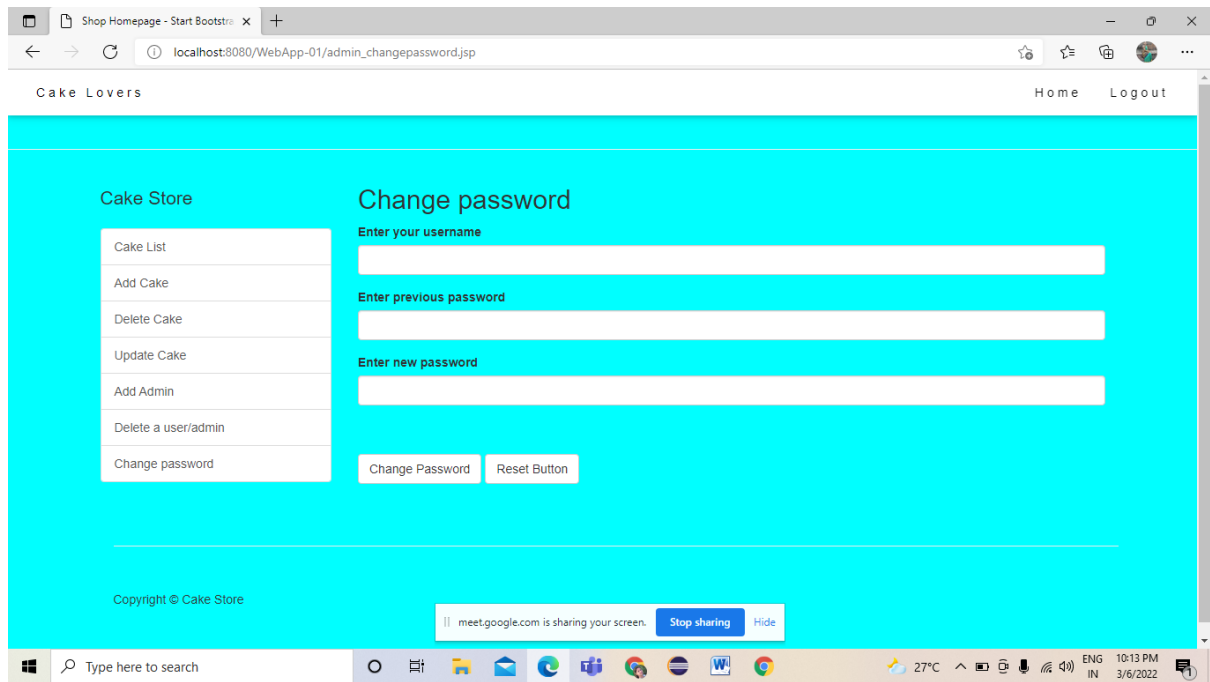 Shop Homepage - Start Bootstra
localhost:8080/WebApp-01/admin_changepassword.jsp
Cake Lovers
Home
Logout
Cake Store
Cake List
Add Cake
Delete Cake
Update Cake
Add Admin
Delete a user/admin
Change password
Change password
Enter your username
Enter previous password
Enter new password
Change Password
Reset Button
Copyright © Cake Store
meet.google.com is sharing your screen.
Stop sharing
Hide
Type here to search
27°C
ENG
IN
10:13 PM
3/6/2022
1